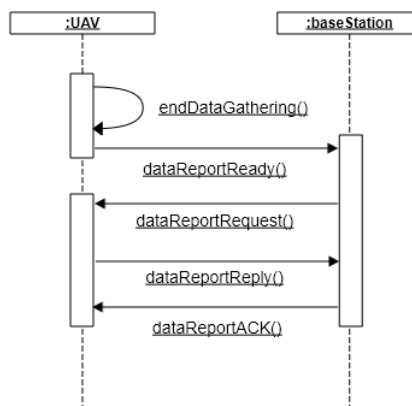 :UAV
:baseStation
endDataGathering()
dataReportReady()
dataReportRequest()
dataReportReply()
dataReportACK()